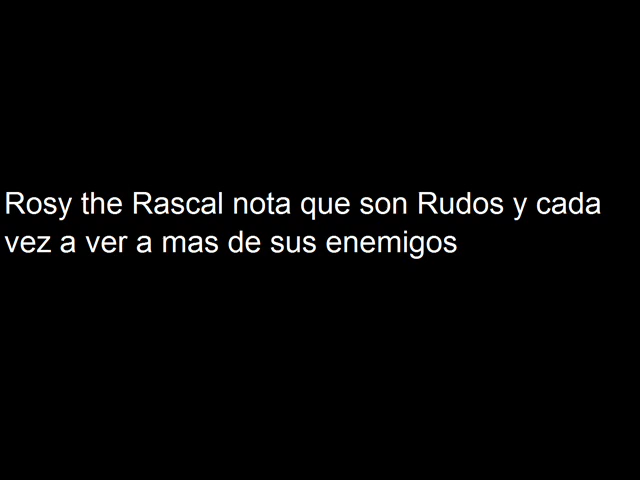 Rosy the Rascal nota que son Rudos y cada
vez a ver a mas de sus enemigos